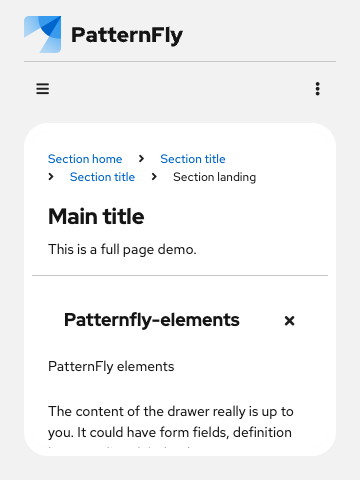 PatternFly
Section home > Section title
> Section title > Section landing
Main title
This is a full page demo.
Patternfly-elements
PatternFly elements
The content of the drawer really is up to
you. It could have form fields, definition